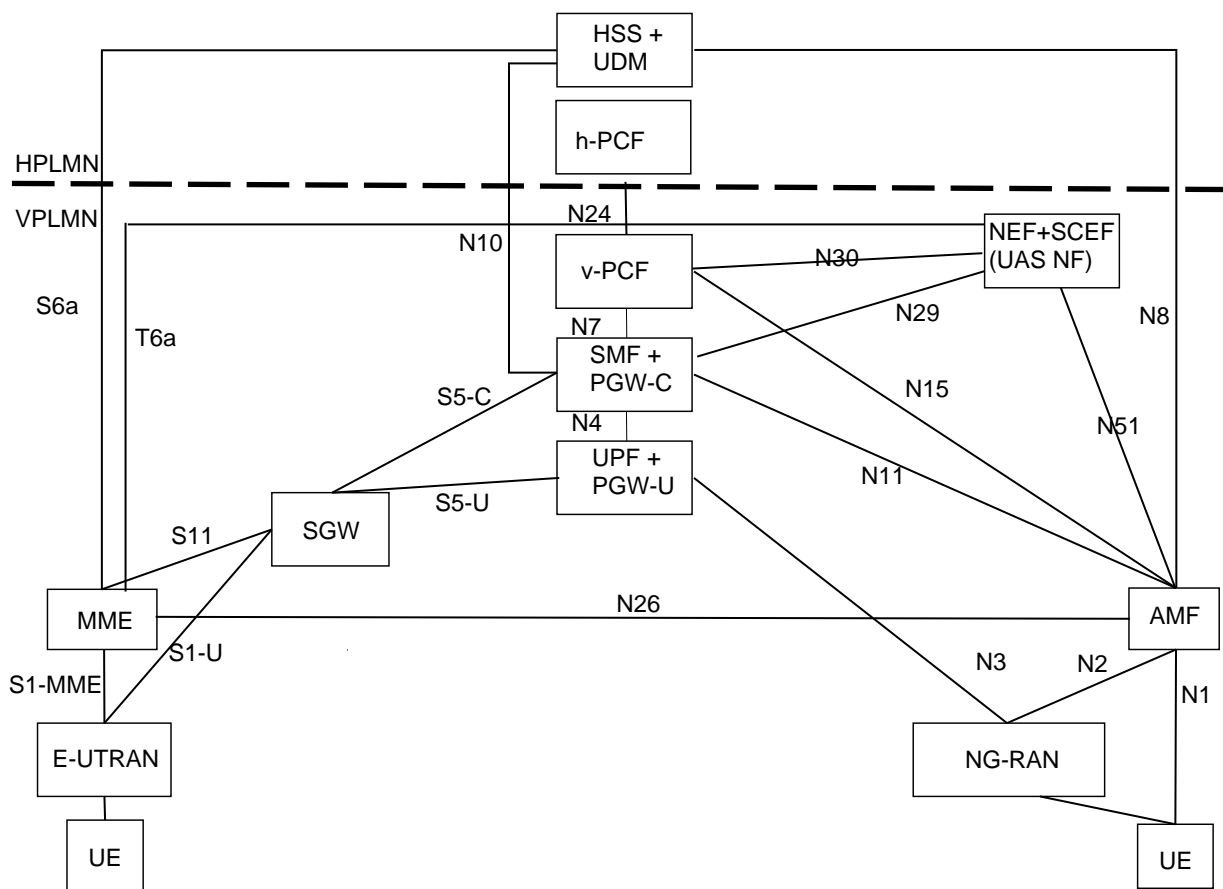 HSS +
UDM
h-PCF
HPLMN
VPLMN
N24
NEF+SCEF
(UAS NF)
N10
v-PCF
N30
S6a
T6a
N7
N29
N8
SMF +
PGW-C
S5-C
N15
N4
N51
UPF +
PGW-U
N11
S5-U
S11
SGW
MME
N26
AMF
S1-U
N3
N2
S1-MME
N1
E-UTRAN
NG-RAN
UE
UE